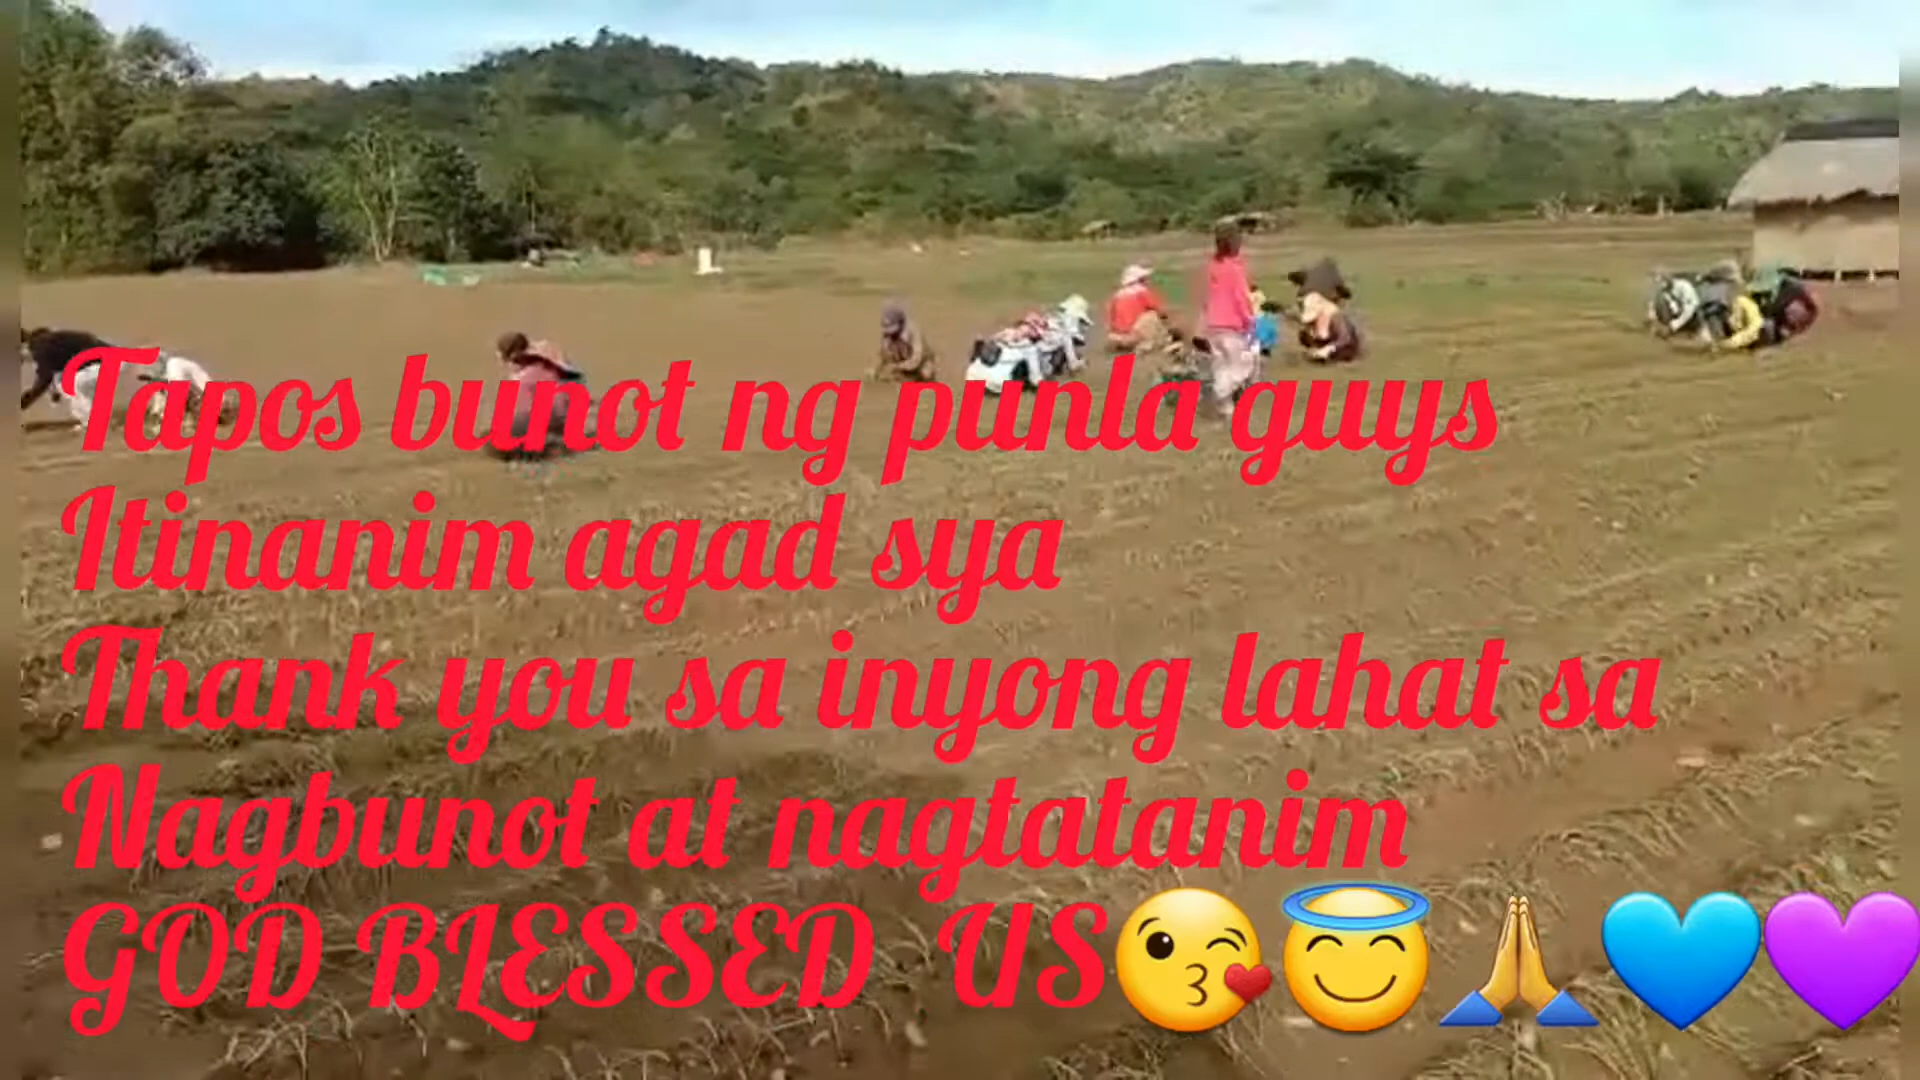 Tapos bunot ng punla guys
Itinanim agad sya
Thank you sa inyong lahat sa
Nagbunot at nagtatanim
GOD BLESSED US😘😇🙏💙💜